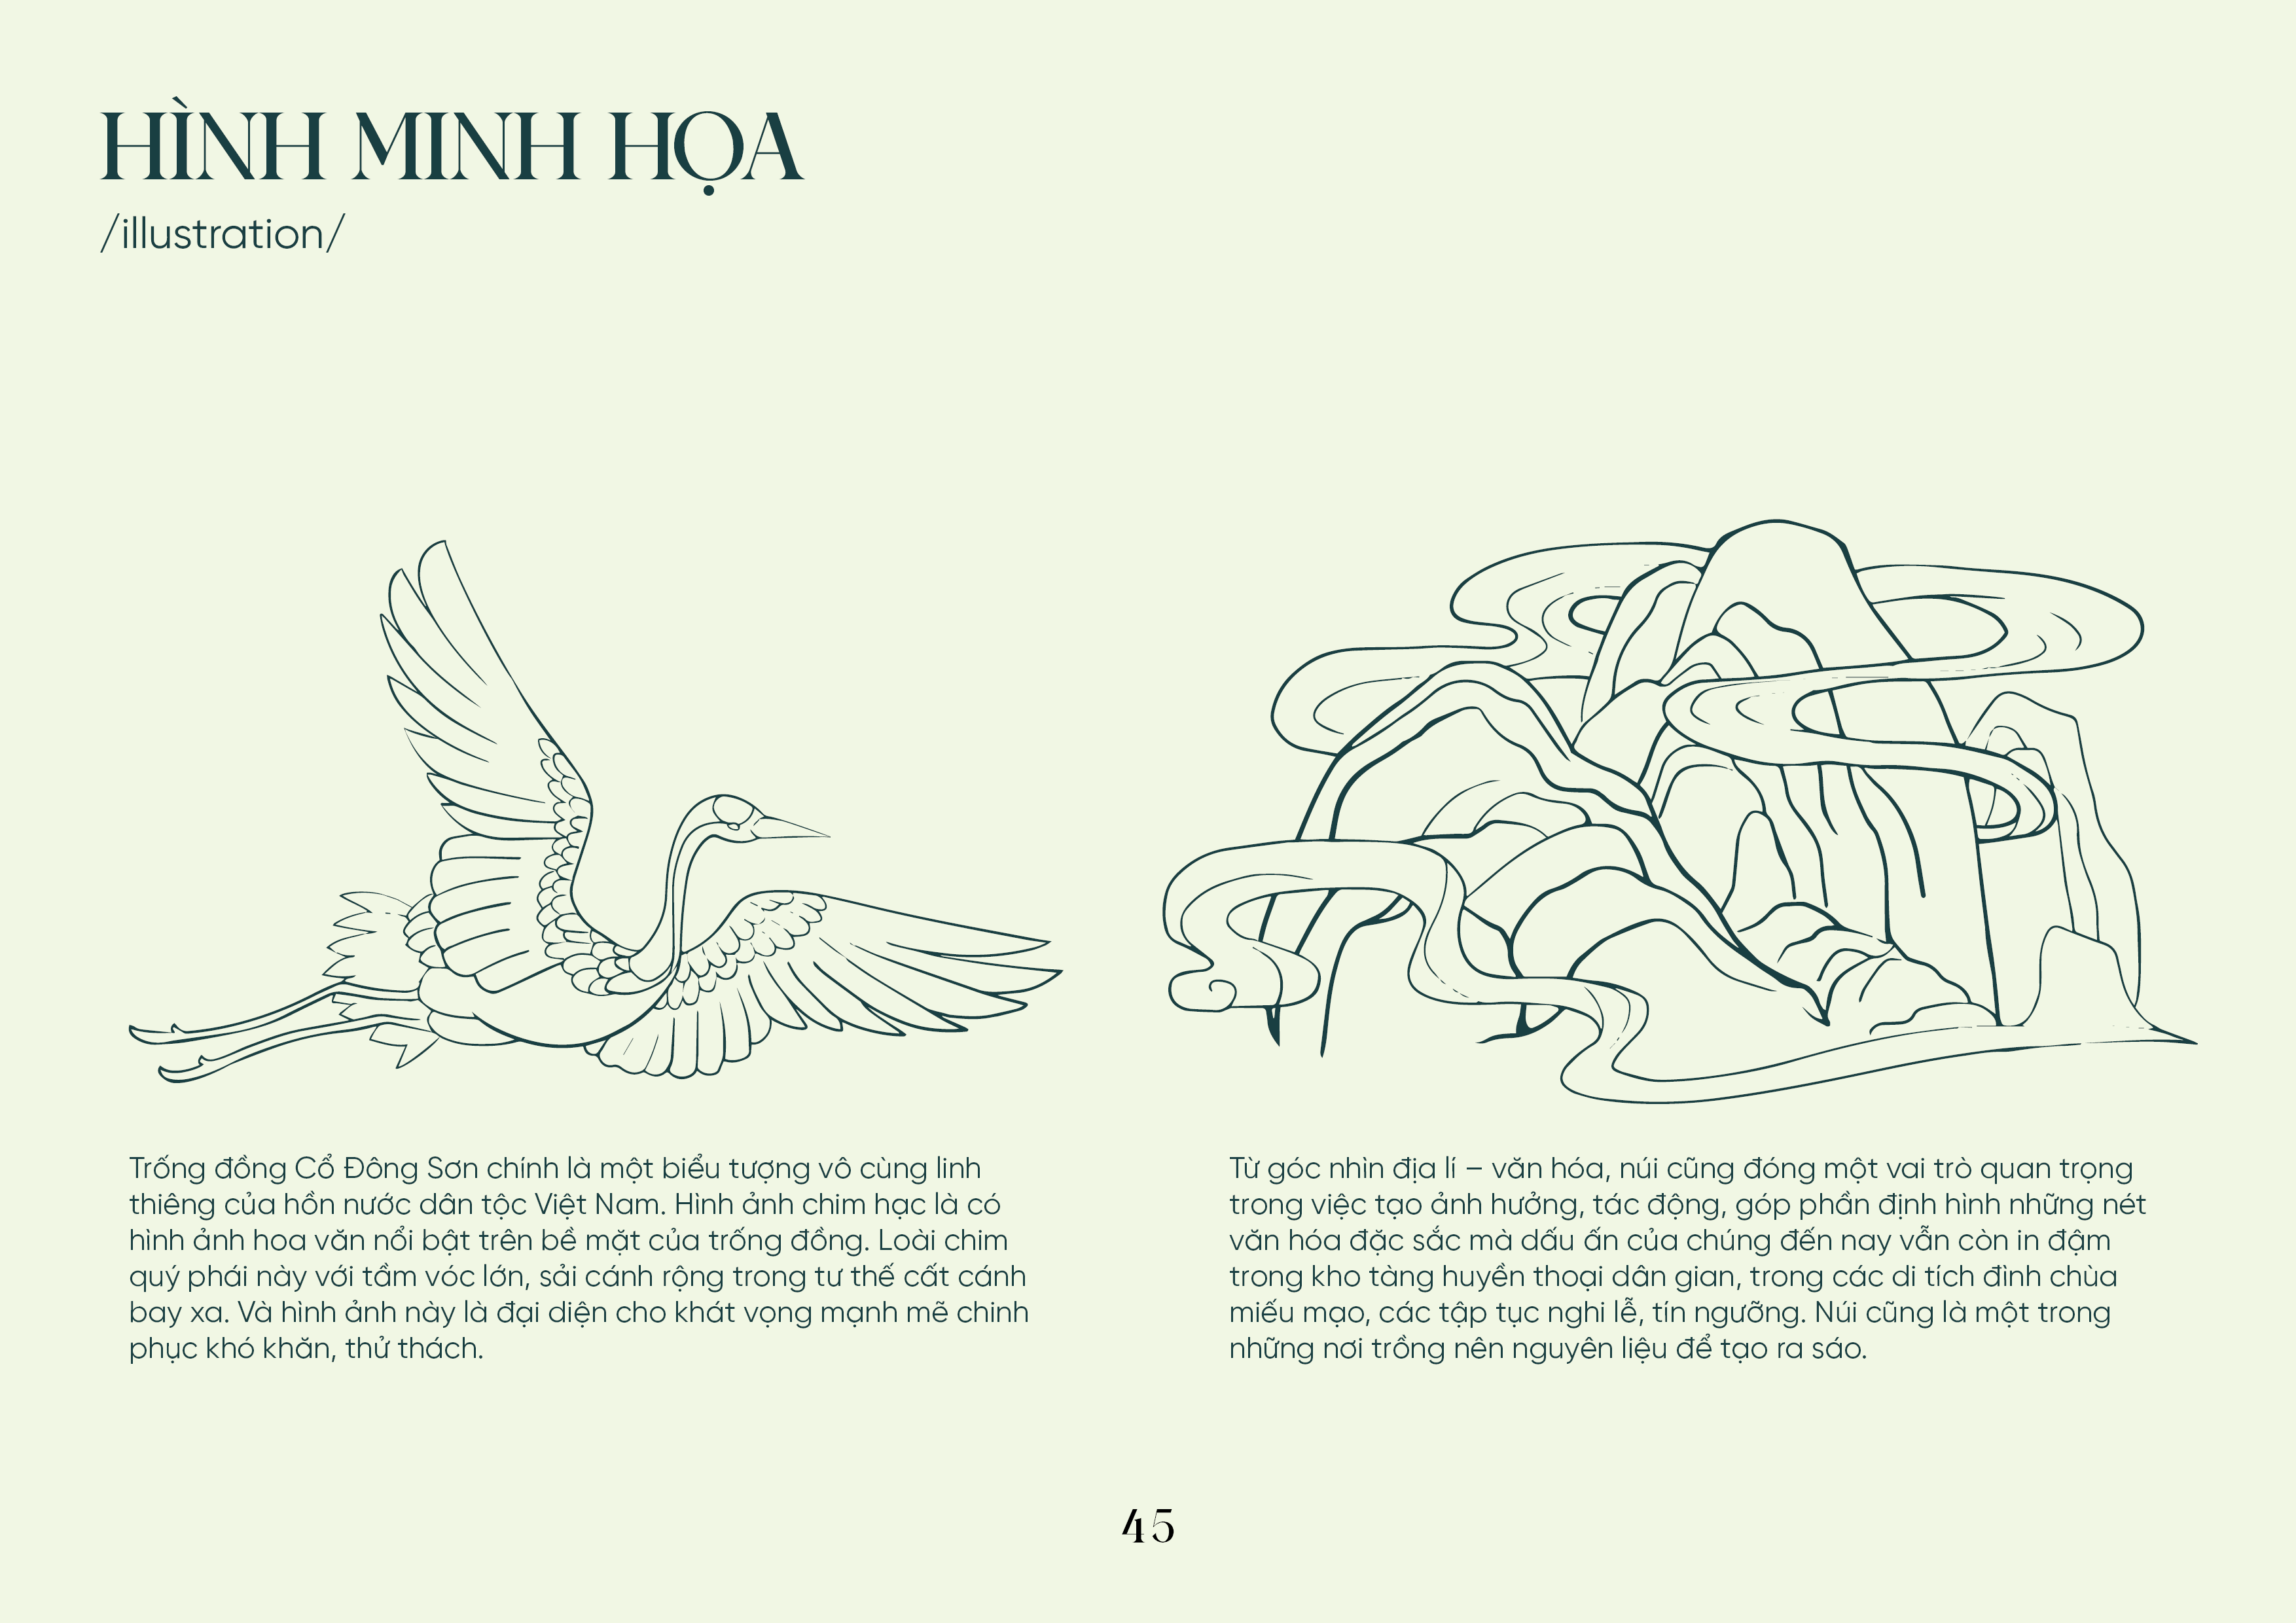 HÌNH MINH HỌA
/illustration/
Trống đồng Cổ Đông Sơn chính là một biểu tượng vô cùng linh
thiêng của hồn nước dân tộc Việt Nam. Hình ảnh chim hạc là có
hình ảnh hoa văn nổi bật trên bề mặt của trống đồng. Loài chim
quý phái này với tầm vóc lớn, sải cánh rộng trong tư thế cất cánh
bay xa. Và hình ảnh này là đại diện cho khát vọng mạnh mẽ chinh
phục khó khăn, thử thách.
Từ góc nhìn địa lí – văn hóa, núi cũng đóng một vai trò quan trọng
trong việc tạo ảnh hưởng, tác động, góp phần định hình những nét
văn hóa đặc sắc mà dấu ấn của chúng đến nay vẫn còn in đậm
trong kho tàng huyền thoại dân gian, trong các di tích đình chùa
miếu mạo, các tập tục nghi lễ, tín ngưỡng. Núi cũng là một trong
những nơi trồng nên nguyên liệu để tạo ra sáo.
45